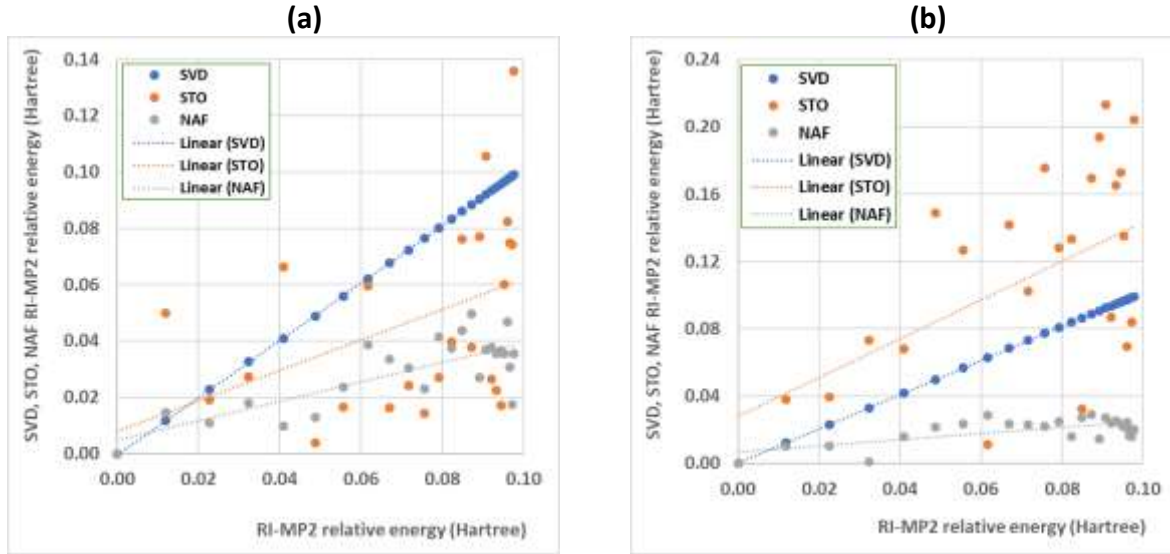 (a)
SVD, STO, NAF RI-MP2 relative energy (Hartree)
0.14
0.12
0.10
0.08
0.06
0.04
0.02
0.00
SVD
STO
NAF
Linear (SVD)
Linear (STO)
Linear (NAF)
0.00 0.02 0.04 0.06 0.08 0.10
RI-MP2 relative energy (Hartree)
(b)
SVD, STO, NAF RI-MP2 relative energy (Hartree)
0.24
0.20
0.16
0.12
0.08
0.04
0.00
SVD
STO
NAF
Linear (SVD)
Linear (STO)
Linear (NAF)
0.00 0.02 0.04 0.06 0.08 0.10
RI-MP2 relative energy (Hartree)